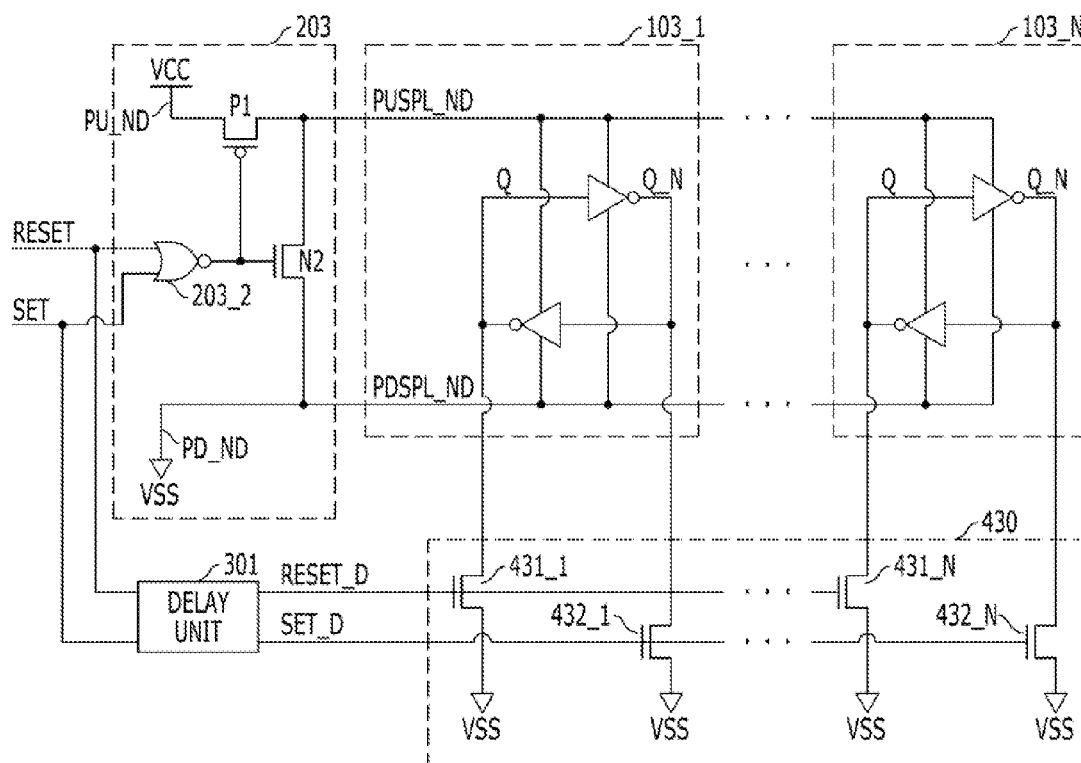 203
103_1
103_N
VCC
PU_ND
P1
PUSPL_ND
Q
Q_N
Q
Q_N
RESET
N2
203_2
SET
PDSPL_ND
PD_ND
VSS
430
301
RESET_D
431_1
431_N
DELAY
UNIT
SET_D
432_1
432_N
VSS
VSS
VSS
VSS